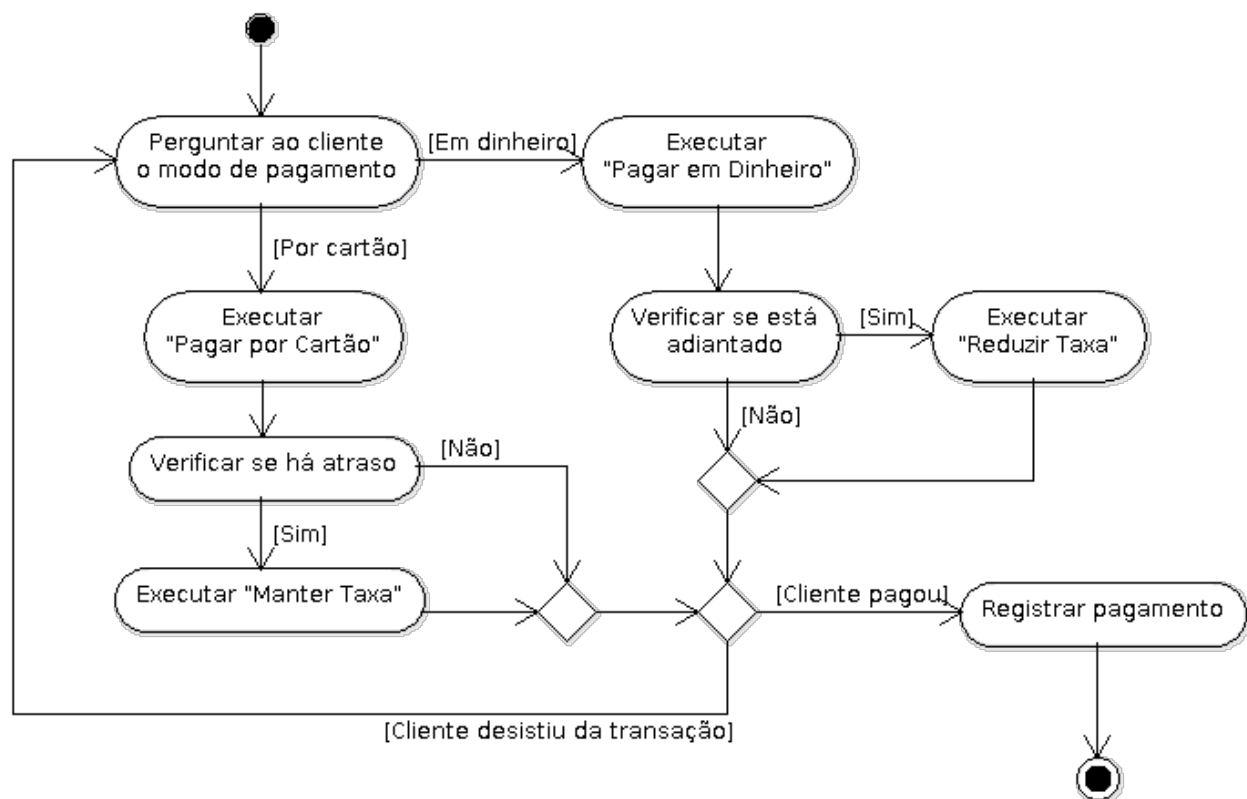 Perguntar ao cliente
o modo de pagamento
[Em dinheiro]
Executar
"Pagar em Dinheiro"
[Por cartão]
Executar
"Pagar por Cartão"
Verificar se está
adiantado
[Sim]
Executar
"Reduzir Taxa"
[Não]
Verificar se há atraso
[Não]
[Sim]
Executar "Manter Taxa"
[Cliente pagou]
Registrar pagamento
[Cliente desistiu da transação]